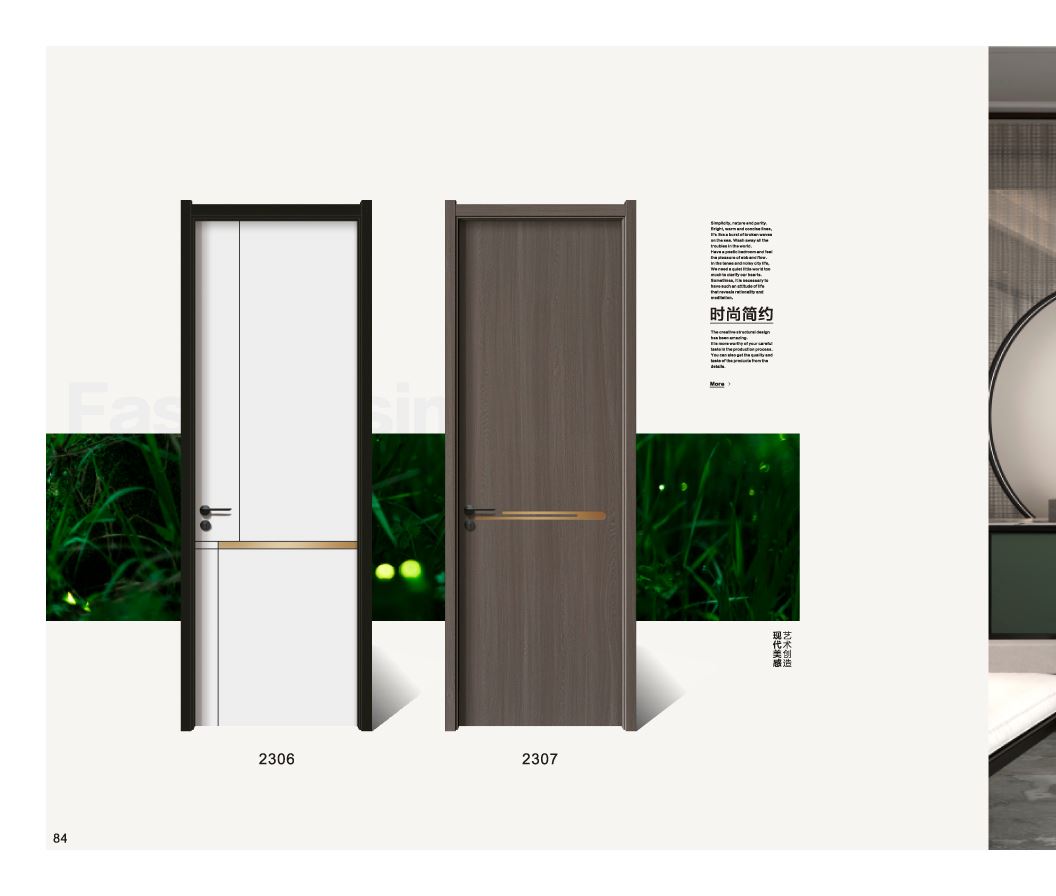 Simplicity, nature and purity.
Bright, warm and concise lines,
It's like a burst of broken waves
on the sea. Wash away all the
troubles in the world.
Have a poetic bedroom and feel
the pleasure of ebb and flow.
In the tense and noisy city life,
We need a quiet little world too
much to clarify our hearts.
Sometimes, it is necessary to
have such an attitude of life
that reveals rationality and
meditation.
时尚简约
The creative structural design
has been amazing.
It is more worthy of your careful
taste in the production process.
You can also get the quality and
taste of the products from the
details.
More >
Fas
sin
艺术创造
现代美感
2306
2307
84